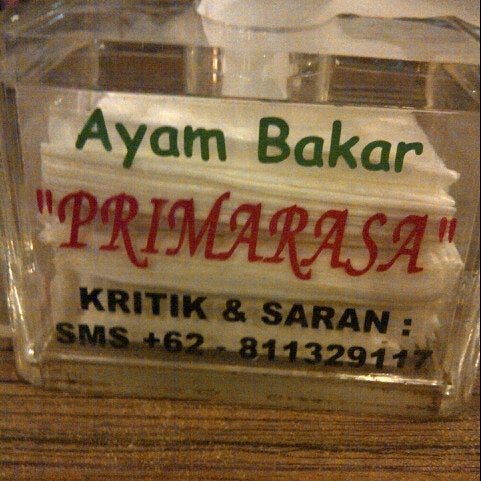 Ayam Bakar
"PRIMARASA"
KRITIK & SARAN :
SMS +62 - 811329117